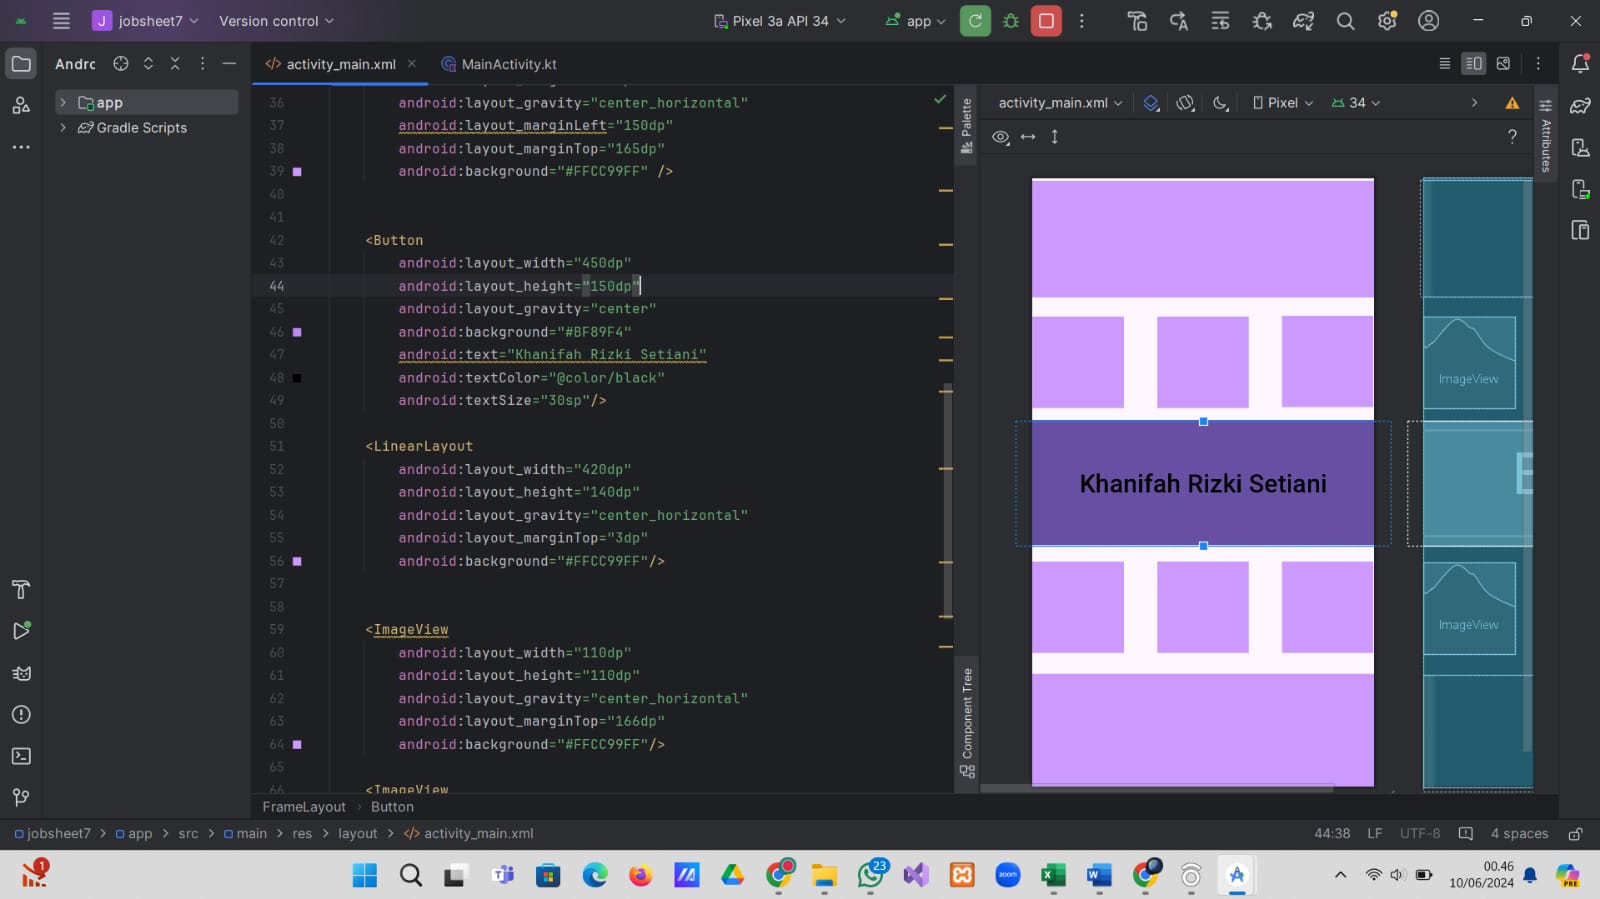 J jobsheet7 Version control Pixel 3a API 34 app
Andrc activity_main.xml MainActivity.kt
app
Gradle Scripts
36 android:layout_gravity="center_horizontal"
37 android:layout_marginLeft="150dp"
38 android:layout_marginTop="165dp"
39 android:background="#FFCC99FF" />
40
41
42 <Button
43 android:layout_width="450dp"
44 android:layout_height="150dp"
45 android:layout_gravity="center"
46 android:background="#BF89F4"
47 android:text="Khanifah Rizki Setiani"
48 android:textColor="@color/black"
49 android:textSize="30sp"/>
50
51 <LinearLayout
52 android:layout_width="420dp"
53 android:layout_height="140dp"
54 android:layout_gravity="center_horizontal"
55 android:layout_marginTop="3dp"
56 android:background="#FFCC99FF"/>
57
58
59 <ImageView
60 android:layout_width="110dp"
61 android:layout_height="110dp"
62 android:layout_gravity="center_horizontal"
63 android:layout_marginTop="166dp"
64 android:background="#FFCC99FF"/>
65
66 <ImageView
Palette
Component Tree
activity_main.xml Pixel 34
?
Attributes
ImageView
Khanifah Rizki Setiani
ImageView
FrameLayout > Button
jobsheet7 > app > src > main > res > layout > activity_main.xml 44:38 LF UTF-8 4 spaces
1
23
zoom
00.46
10/06/2024
PRE